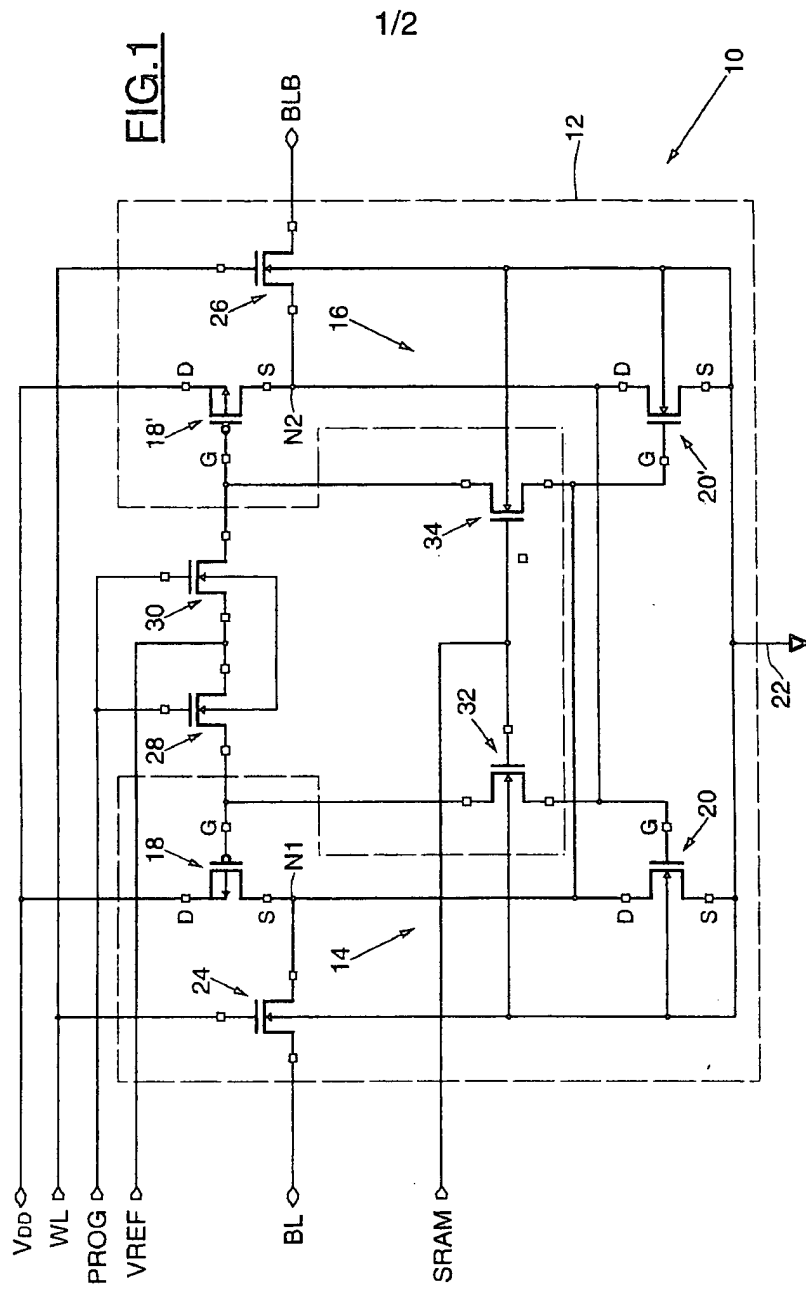 1/2
FIG.1
VDD
WL
PROG
VREF
BL
SRAM
BLB
10
12
14
16
18
D
G
S
N1
18'
D
G
S
N2
24
26
28
30
32
34
20
D
G
S
20'
D
G
S
22